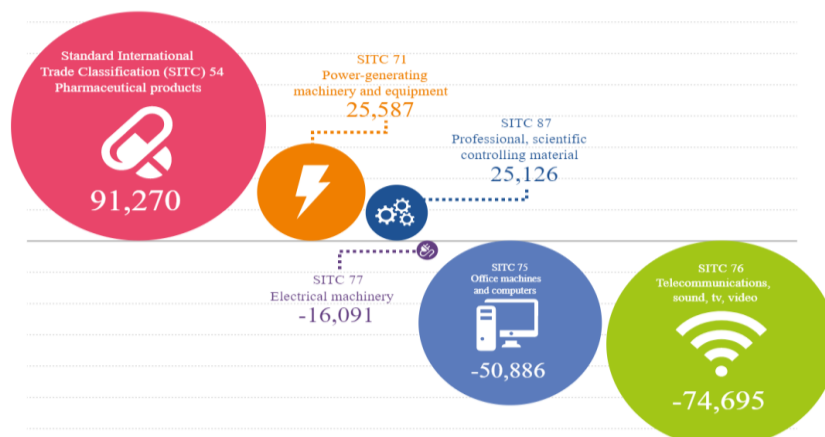 Standard International
Trade Classification (SITC) 54
Pharmaceutical products
91,270
SITC 71
Power-generating
machinery and equipment
25,587
SITC 87
Professional, scientific
controlling material
25,126
SITC 77
Electrical machinery
-16,091
SITC 75
Office machines
and computers
-50,886
SITC 76
Telecommunications,
sound, tv, video
-74,695